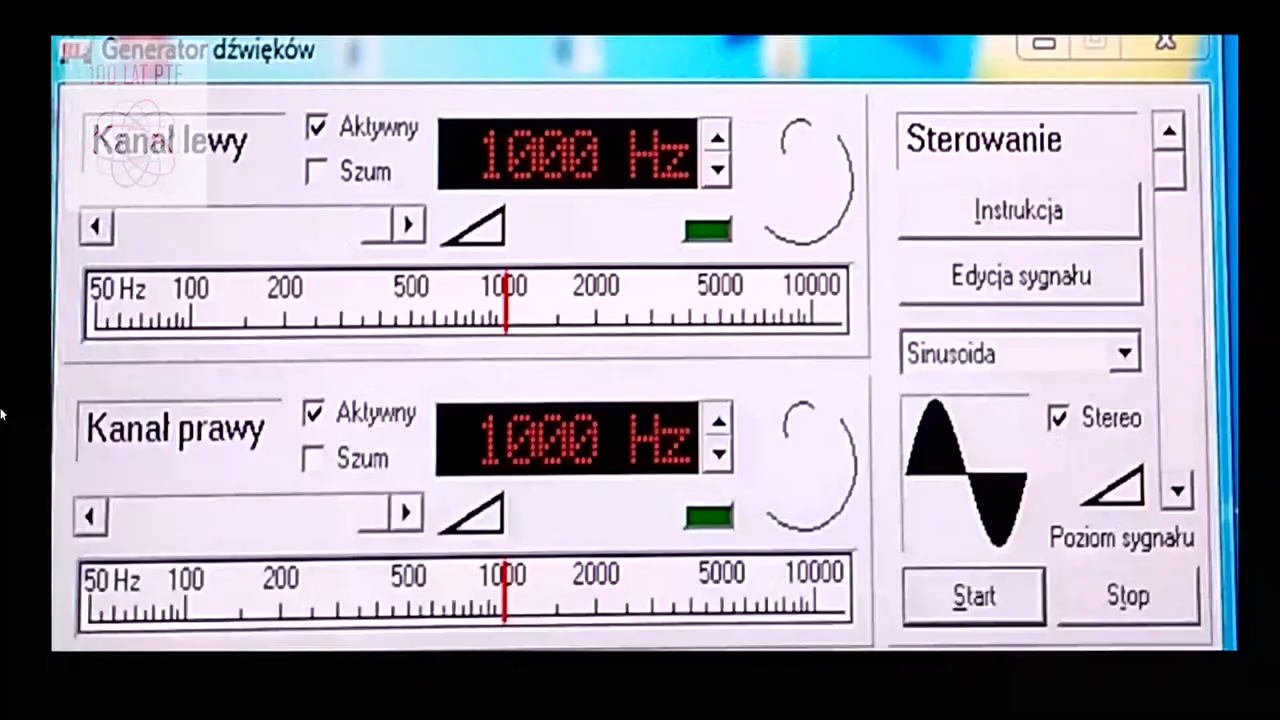 Generator dźwięków
100 LAT PTF
Kanał lewy
Aktywny
Szum
1000 Hz
50 Hz 100 200 500 1000 2000 5000 10000
Kanał prawy
Aktywny
Szum
1000 Hz
50 Hz 100 200 500 1000 2000 5000 10000
Sterowanie
Instrukcja
Edycja sygnału
Sinusoida
Stereo
Poziom sygnału
Start
Stop